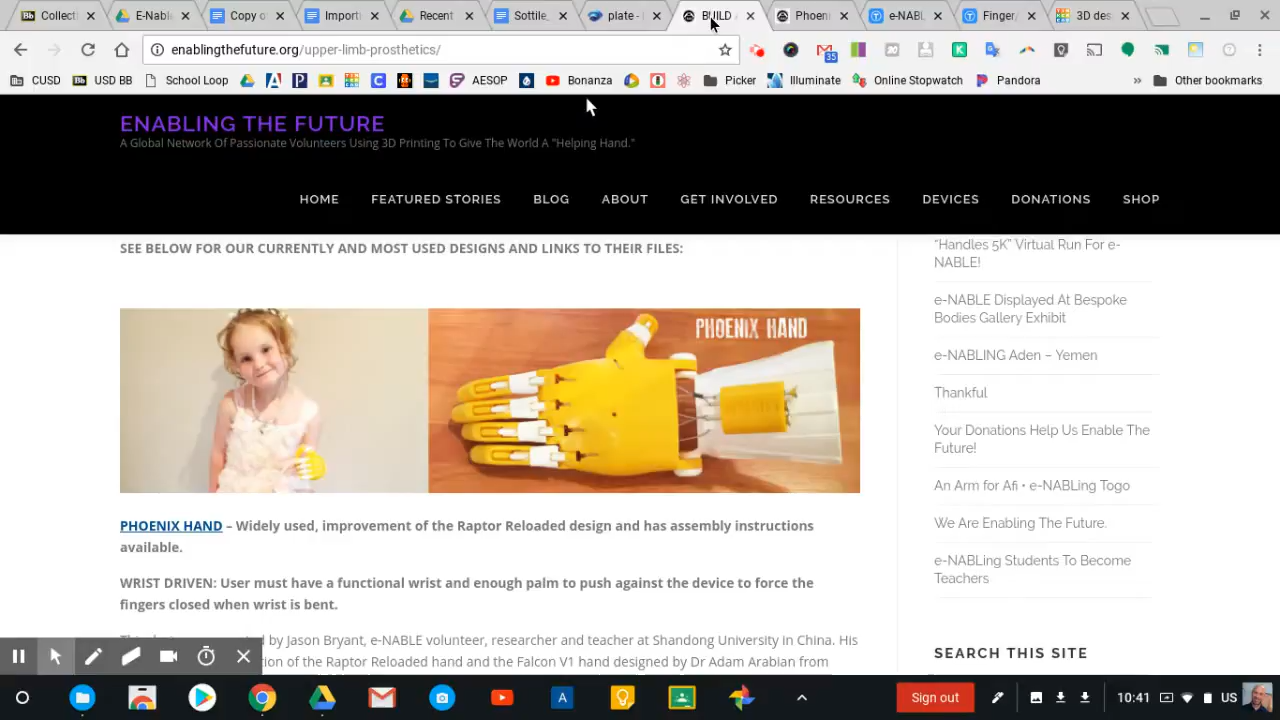 Collecti
E-Nable
Copy o
Importi
Recent
Sottile,
plate -
BUILD
Phoeni
e-NABL
Finger
3D des
enablingthefuture.org/upper-limb-prosthetics/
35
CUSD
USD BB
School Loop
AESOP
Bonanza
Picker
Illuminate
Online Stopwatch
Pandora
»
Other bookmarks
ENABLING THE FUTURE
A Global Network Of Passionate Volunteers Using 3D Printing To Give The World A "Helping Hand."
HOME FEATURED STORIES BLOG ABOUT GET INVOLVED RESOURCES DEVICES DONATIONS SHOP
SEE BELOW FOR OUR CURRENTLY AND MOST USED DESIGNS AND LINKS TO THEIR FILES:
PHOENIX HAND
PHOENIX HAND – Widely used, improvement of the Raptor Reloaded design and has assembly instructions
available.
WRIST DRIVEN: User must have a functional wrist and enough palm to push against the device to force the
fingers closed when wrist is bent.
by Jason Bryant, e-NABLE volunteer, researcher and teacher at Shandong University in China. His
tion of the Raptor Reloaded hand and the Falcon V1 hand designed by Dr Adam Arabian from
"Handles 5K" Virtual Run For e-
NABLE!
e-NABLE Displayed At Bespoke
Bodies Gallery Exhibit
e-NABLING Aden – Yemen
Thankful
Your Donations Help Us Enable The
Future!
An Arm for Afi • e-NABLing Togo
We Are Enabling The Future.
e-NABLing Students To Become
Teachers
SEARCH THIS SITE
Sign out
10:41
US